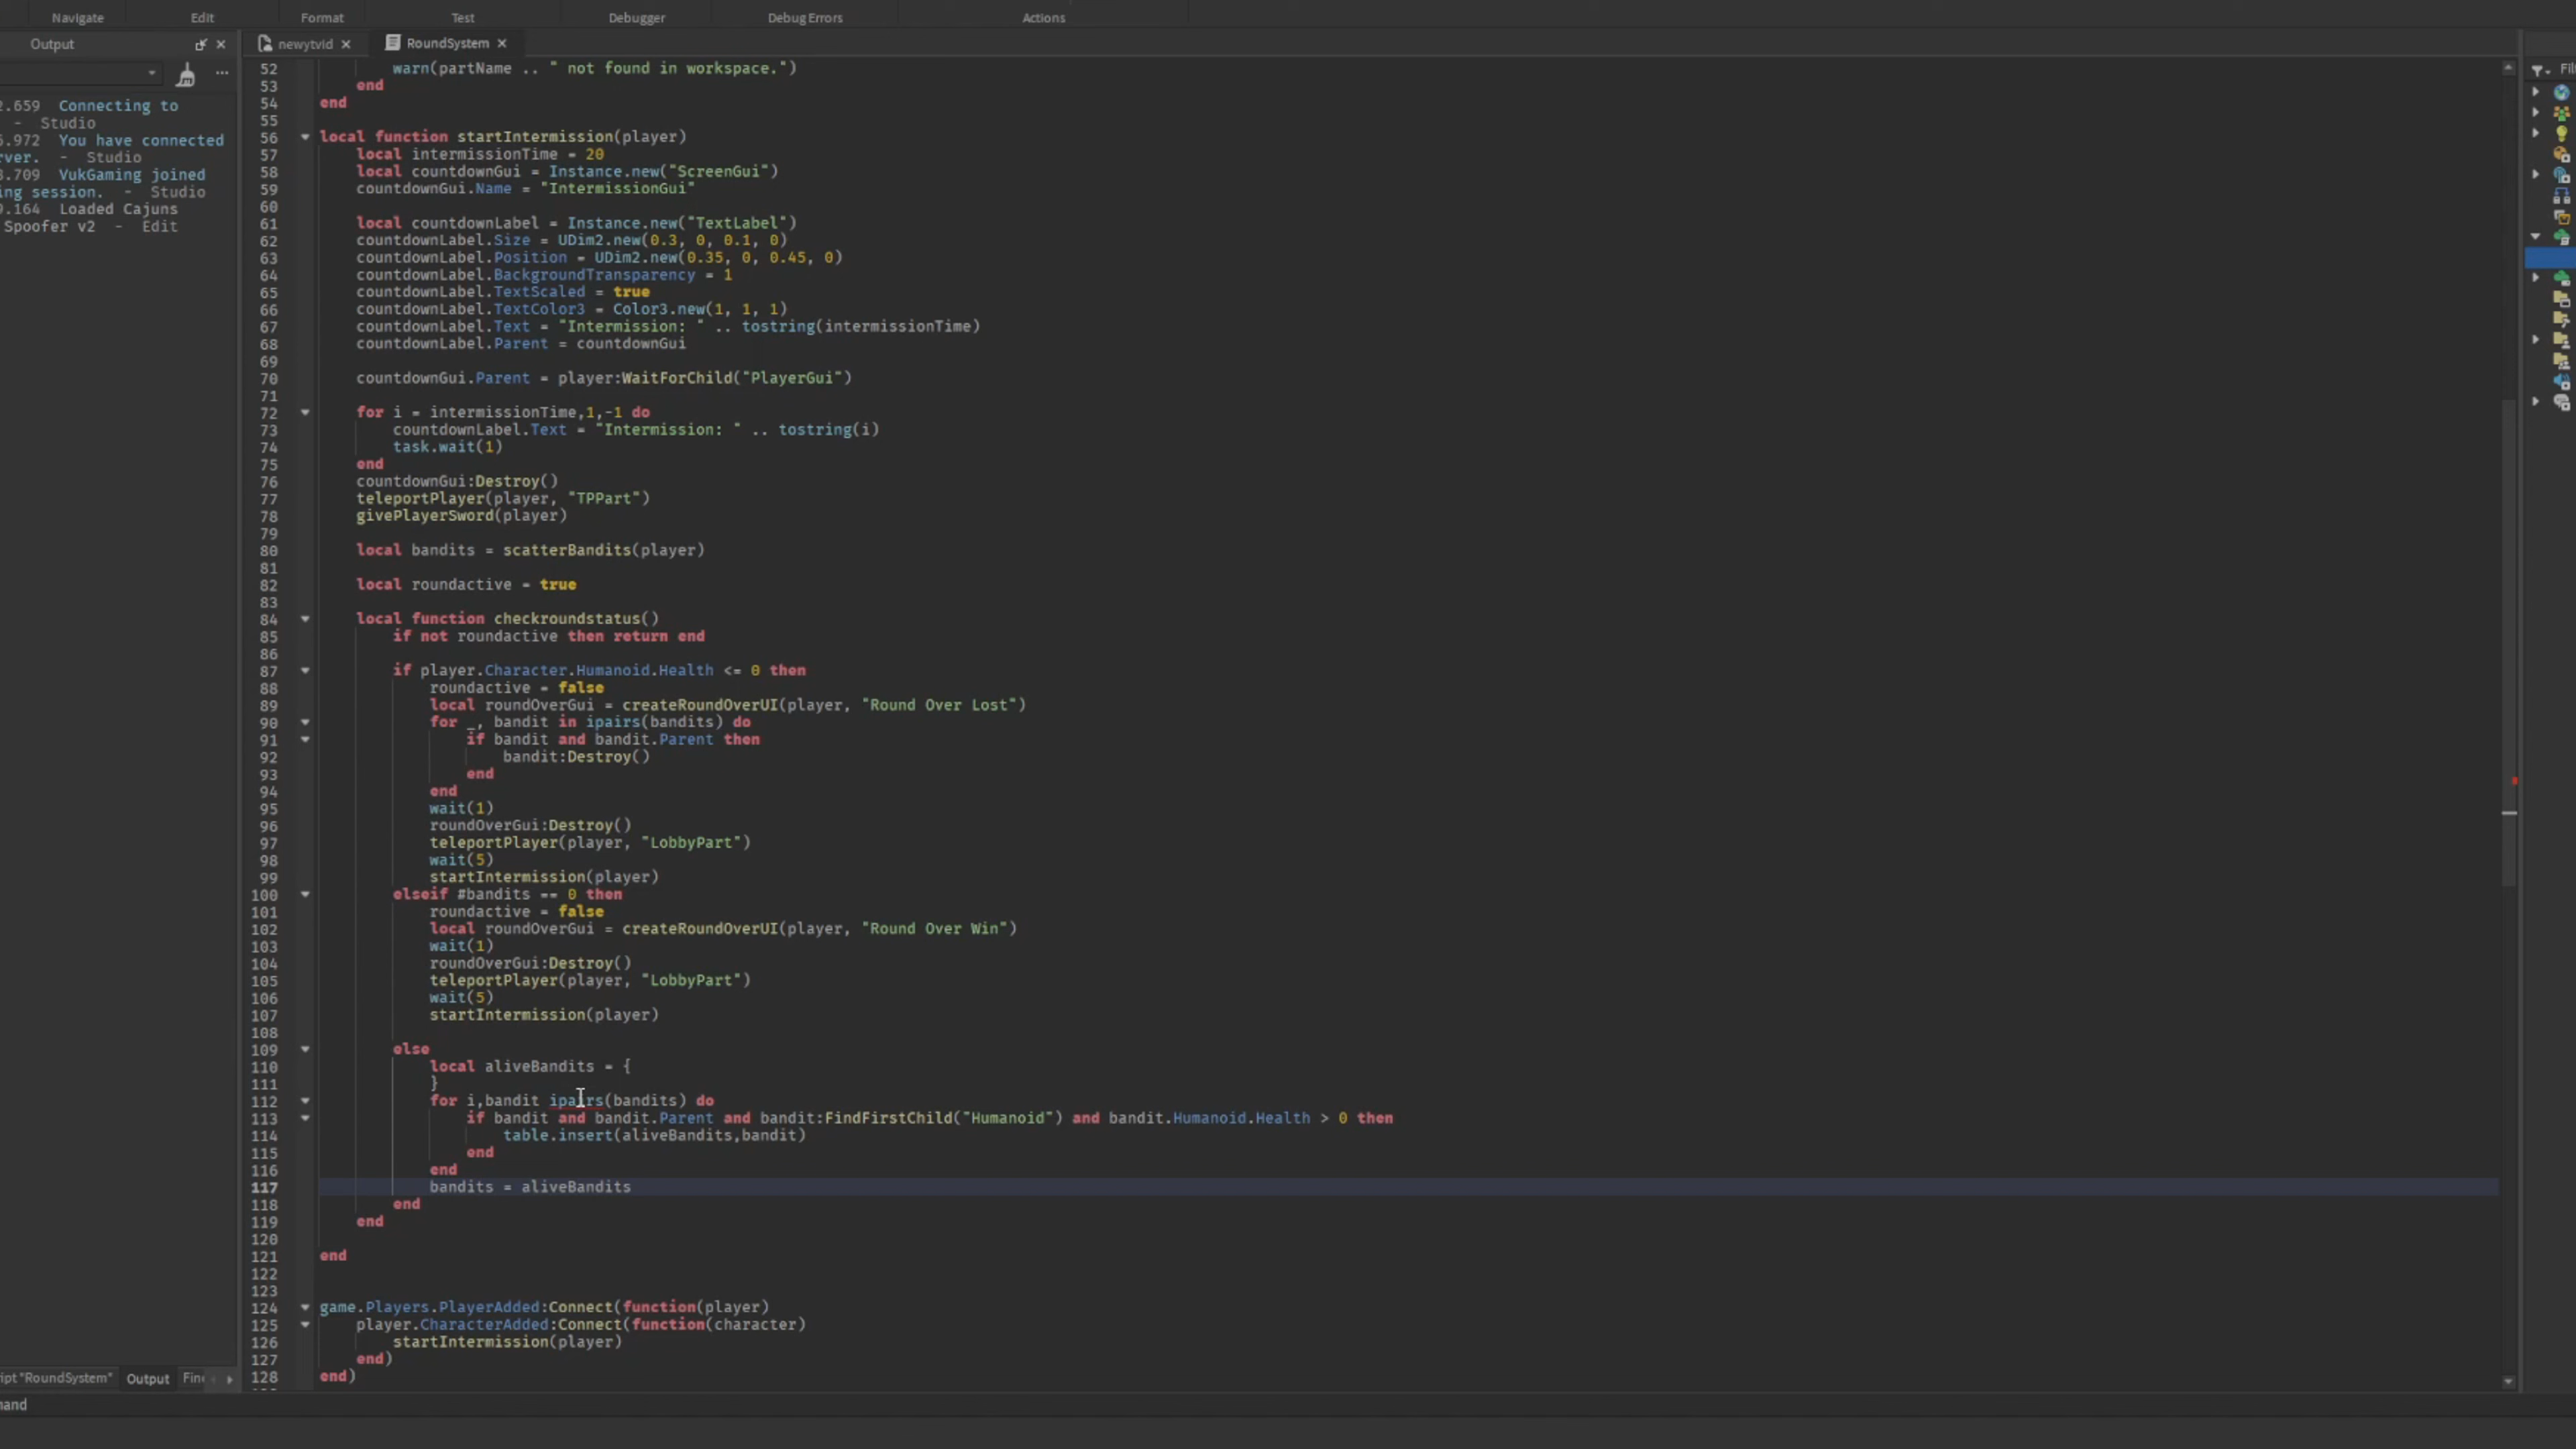 Navigate Edit Format Test Debugger Debug Errors Actions
Output newytvid RoundSystem
2.659 Connecting to
- Studio
6.972 You have connected
rver. - Studio
3.709 VukGaming joined
ng session. - Studio
9.164 Loaded Cajuns
Spoofer v2 - Edit
52 warn(partName .. " not found in workspace.")
53 end
54 end
55
56 local function startIntermission(player)
57 local intermissionTime = 20
58 local countdownGui = Instance.new("ScreenGui")
59 countdownGui.Name = "IntermissionGui"
60
61 local countdownLabel = Instance.new("TextLabel")
62 countdownLabel.Size = UDim2.new(0.3, 0, 0.1, 0)
63 countdownLabel.Position = UDim2.new(0.35, 0, 0.45, 0)
64 countdownLabel.BackgroundTransparency = 1
65 countdownLabel.TextScaled = true
66 countdownLabel.TextColor3 = Color3.new(1, 1, 1)
67 countdownLabel.Text = "Intermission: " .. tostring(intermissionTime)
68 countdownLabel.Parent = countdownGui
69
70 countdownGui.Parent = player:WaitForChild("PlayerGui")
71
72 for i = intermissionTime,1,-1 do
73 countdownLabel.Text = "Intermission: " .. tostring(i)
74 task.wait(1)
75 end
76 countdownGui:Destroy()
77 teleportPlayer(player, "TPPart")
78 givePlayerSword(player)
79
80 local bandits = scatterBandits(player)
81
82 local roundactive = true
83
84 local function checkroundstatus()
85 if not roundactive then return end
86
87 if player.Character.Humanoid.Health <= 0 then
88 roundactive = false
89 local roundOverGui = createRoundOverUI(player, "Round Over Lost")
90 for _, bandit in ipairs(bandits) do
91 if bandit and bandit.Parent then
92 bandit:Destroy()
93 end
94 end
95 wait(1)
96 roundOverGui:Destroy()
97 teleportPlayer(player, "LobbyPart")
98 wait(5)
99 startIntermission(player)
100 elseif #bandits == 0 then
101 roundactive = false
102 local roundOverGui = createRoundOverUI(player, "Round Over Win")
103 wait(1)
104 roundOverGui:Destroy()
105 teleportPlayer(player, "LobbyPart")
106 wait(5)
107 startIntermission(player)
108
109 else
110 local aliveBandits = {
111 }
112 for i,bandit ipairs(bandits) do
113 if bandit and bandit.Parent and bandit:FindFirstChild("Humanoid") and bandit.Humanoid.Health > 0 then
114 table.insert(aliveBandits,bandit)
115 end
116 end
117 bandits = aliveBandits
118 end
119 end
120
121 end
122
123
124 game.Players.PlayerAdded:Connect(function(player)
125 player.CharacterAdded:Connect(function(character)
126 startIntermission(player)
127 end)
128 end)
ipt "RoundSystem" Output Fin
nand
Fil